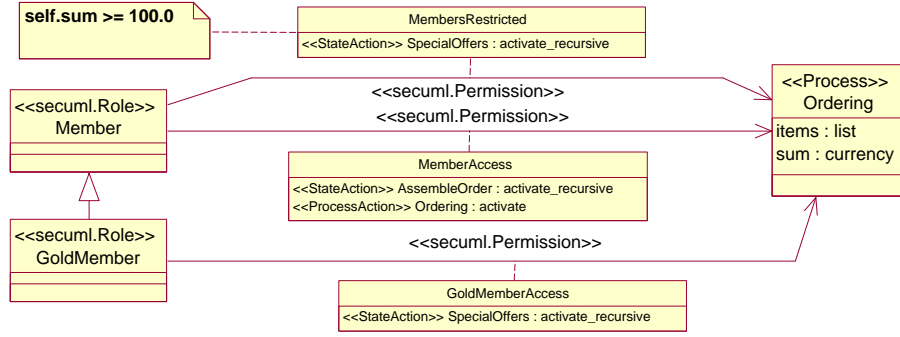 self.sum >= 100.0
MembersRestricted
<<StateAction>> SpecialOffers : activate_recursive
<<secuml.Role>>
Member
<<secuml.Permission>>
<<secuml.Permission>>
<<Process>>
Ordering
items : list
sum : currency
MemberAccess
<<StateAction>> AssembleOrder : activate_recursive
<<ProcessAction>> Ordering : activate
<<secuml.Role>>
GoldMember
<<secuml.Permission>>
GoldMemberAccess
<<StateAction>> SpecialOffers : activate_recursive